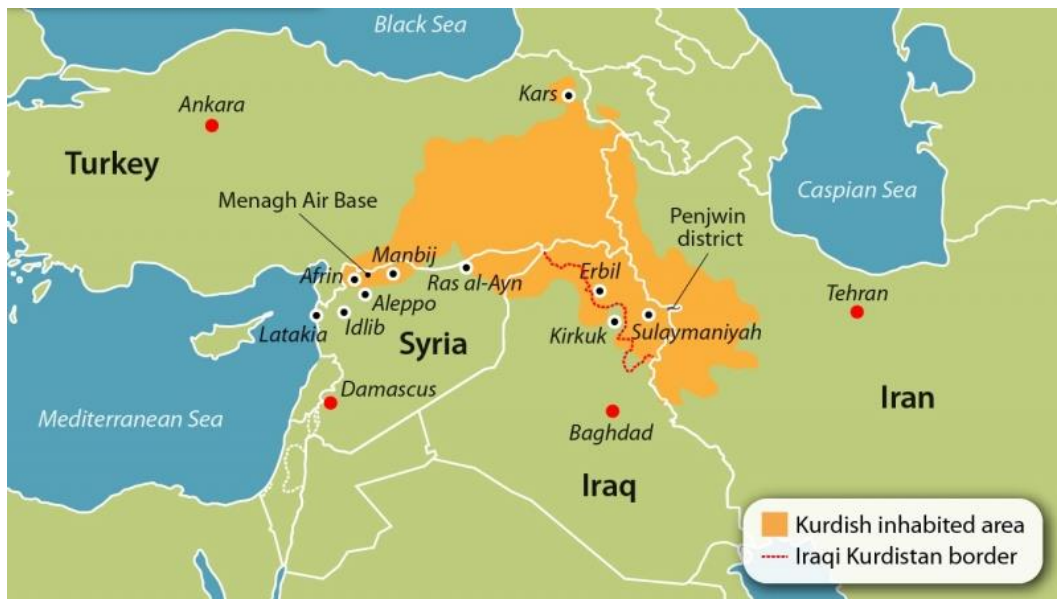 Black Sea
Kars
Ankara
Turkey
Caspian Sea
Menagh Air Base
Penjwin
district
Manbij
Afrin
Ras al-Ayn
Erbil
Aleppo
Tehran
Latakia
Idlib
Kirkuk
Sulaymaniyah
Syria
Damascus
Iran
Mediterranean Sea
Baghdad
Iraq
Kurdish inhabited area
Iraqi Kurdistan border